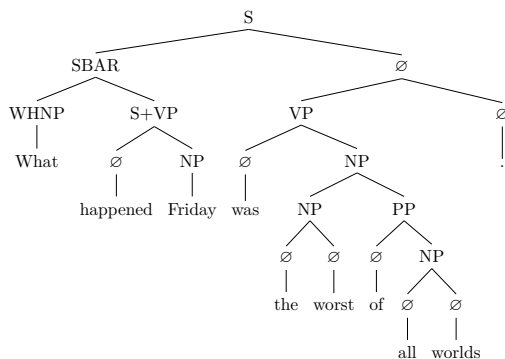 S
SBAR ∅
WHNP S+VP VP ∅
What ∅ NP ∅ NP .
happened Friday was NP PP
∅ ∅ ∅ NP
the worst of ∅ ∅
all worlds